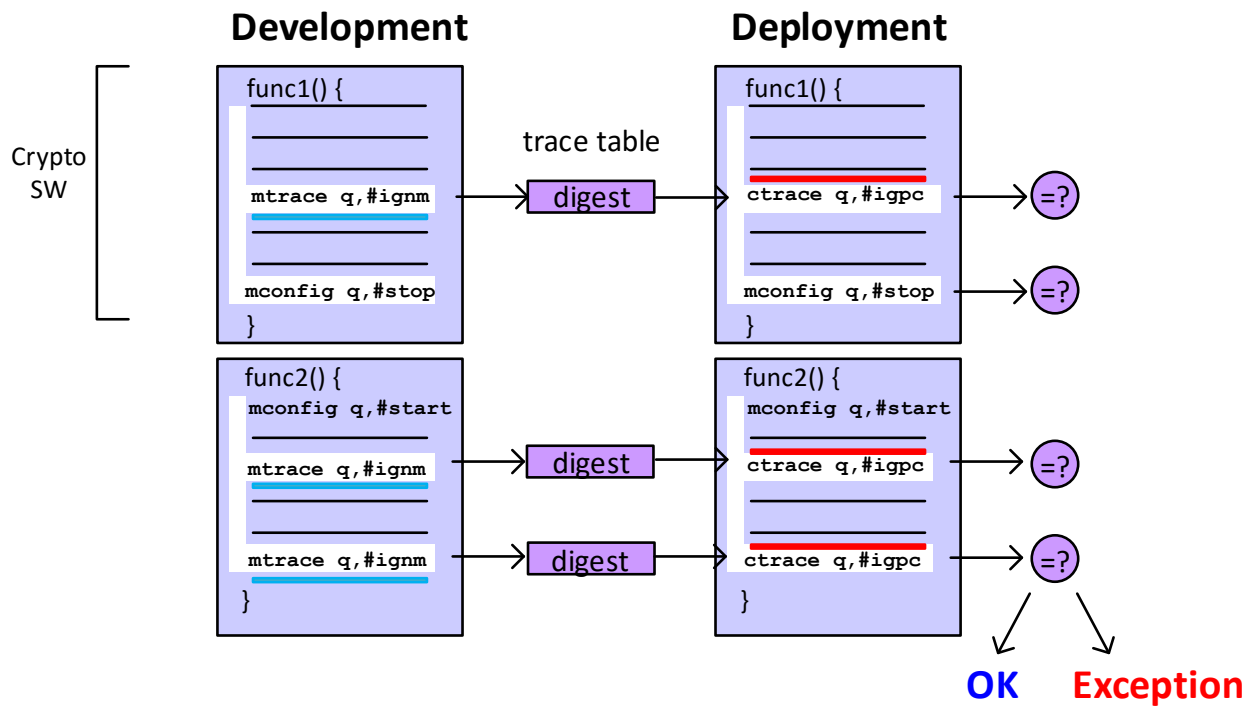 Development
Deployment
Crypto
SW
func1() {
mtrace q,#ignm
mconfig q,#stop
}
trace table
digest
func1() {
ctrace q,#igpc
mconfig q,#stop
}
=?
=?
func2() {
mconfig q,#start
mtrace q,#ignm
mtrace q,#ignm
}
digest
digest
func2() {
mconfig q,#start
ctrace q,#igpc
ctrace q,#igpc
}
=?
=?
OK
Exception